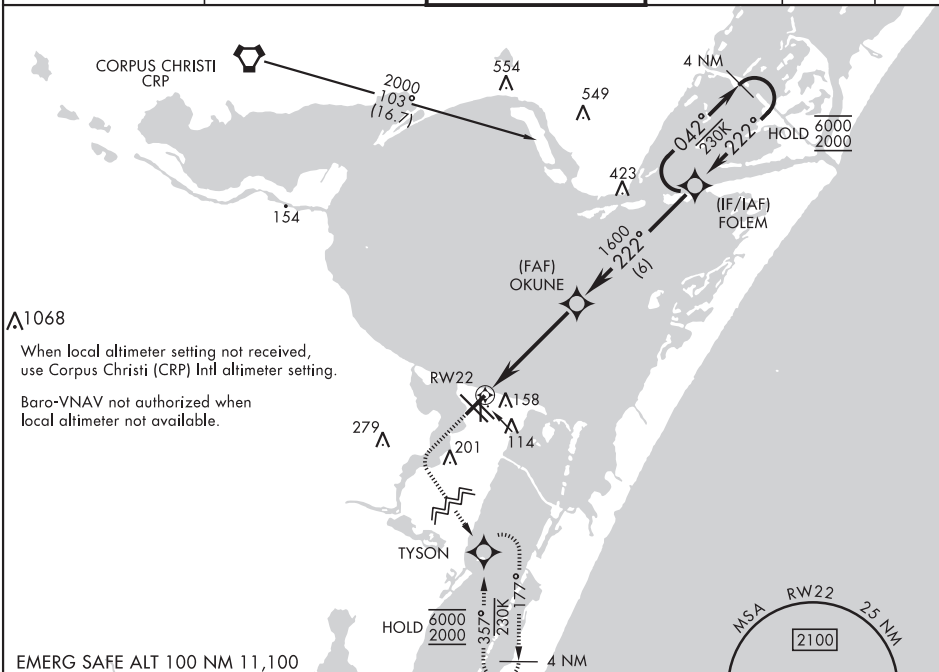 CORPUS CHRISTI
CRP
2000
103°
(16.7)
554
549
4 NM
042°
230K
222°
HOLD 6000
2000
423
154
(IF/IAF)
FOLEM
1600
222°
(6)
(FAF)
OKUNE
1068
When local altimeter setting not received,
use Corpus Christi (CRP) Intl altimeter setting.
Baro-VNAV not authorized when
local altimeter not available.
RW22
158
114
279
201
TYSON
HOLD 6000
2000
357°
230K
177°
4 NM
MSA RW22 25 NM
2100
EMERG SAFE ALT 100 NM 11,100